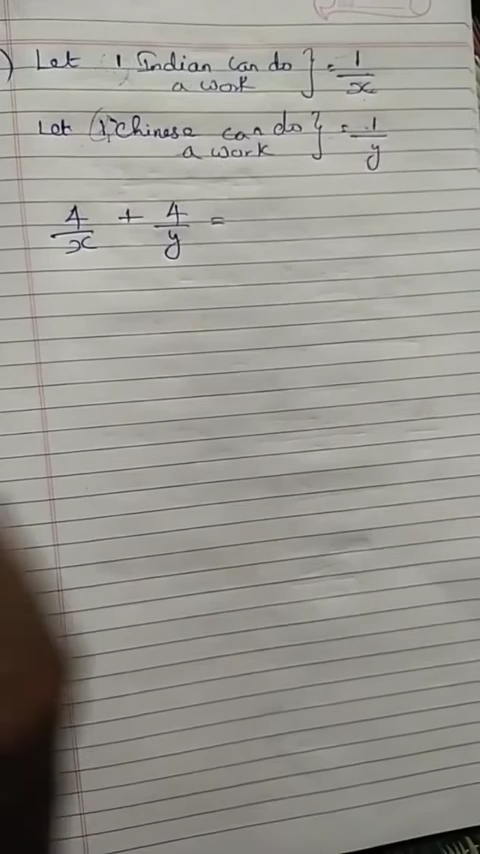 ) Let 1 Indian can do } = 1/x
a work
Let (1) chinese can do } = 1/y
a work
4/x + 4/y =